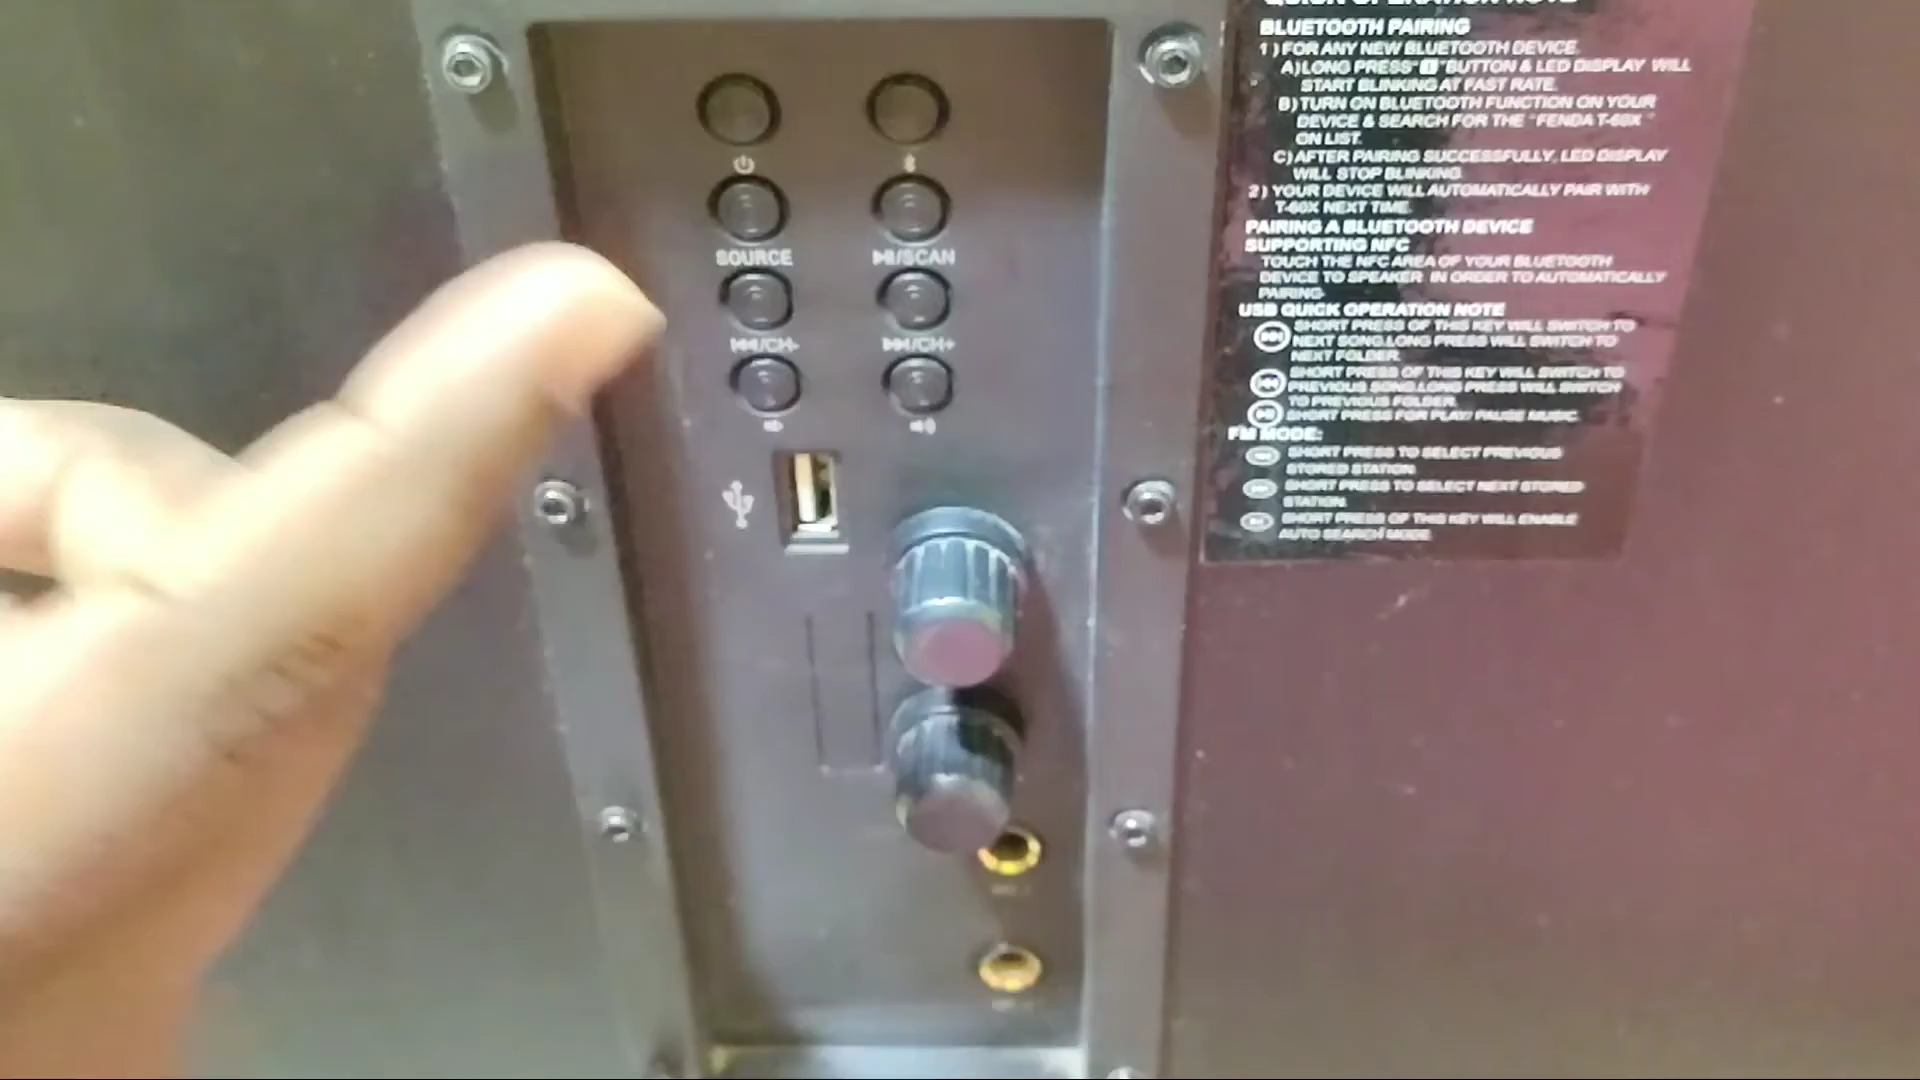 QUICK OPERATION NOTE
BLUETOOTH PAIRING
1) FOR ANY NEW BLUETOOTH DEVICE.
A) LONG PRESS " " BUTTON & LED DISPLAY WILL
START BLINKING AT FAST RATE.
B) TURN ON BLUETOOTH FUNCTION ON YOUR
DEVICE & SEARCH FOR THE "FENDA T-60X "
ON LIST.
C) AFTER PAIRING SUCCESSFULLY, LED DISPLAY
WILL STOP BLINKING.
2) YOUR DEVICE WILL AUTOMATICALLY PAIR WITH
T-60X NEXT TIME.
PAIRING A BLUETOOTH DEVICE
SUPPORTING NFC
TOUCH THE NFC AREA OF YOUR BLUETOOTH
DEVICE TO SPEAKER IN ORDER TO AUTOMATICALLY
PAIRING.
USB QUICK OPERATION NOTE
SHORT PRESS OF THIS KEY WILL SWITCH TO
NEXT SONG.LONG PRESS WILL SWITCH TO
NEXT FOLDER.
SHORT PRESS OF THIS KEY WILL SWITCH TO
PREVIOUS SONG.LONG PRESS WILL SWITCH
TO PREVIOUS FOLDER.
SHORT PRESS FOR PLAY/ PAUSE MUSIC.
FM MODE:
SHORT PRESS TO SELECT PREVIOUS
STORED STATION.
SHORT PRESS TO SELECT NEXT STORED
STATION.
SHORT PRESS OF THIS KEY WILL ENABLE
AUTO SEARCH MODE.
SOURCE
/SCAN
/CH-
/CH+